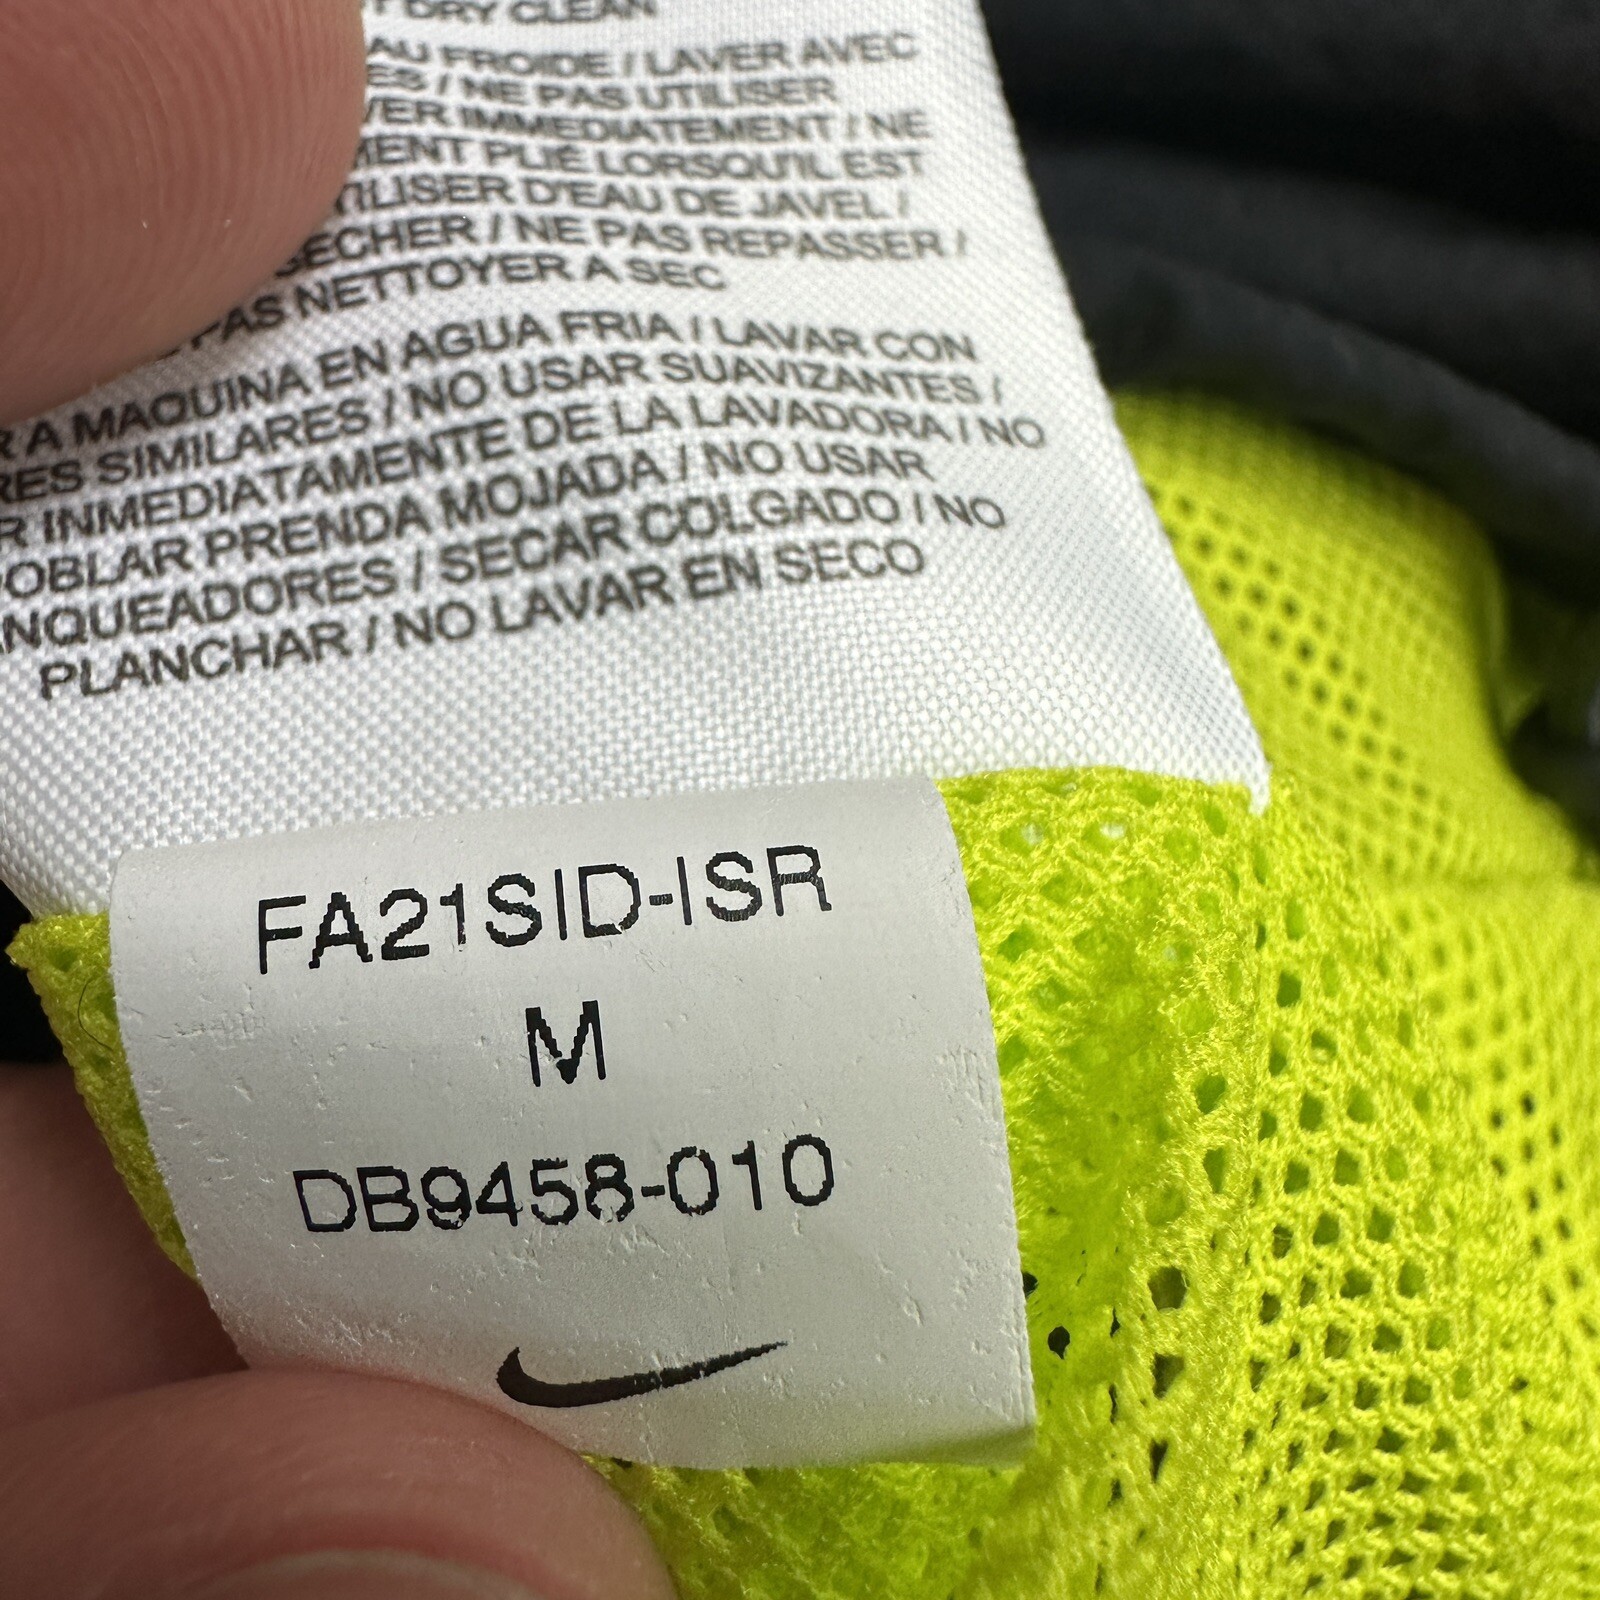 DRY CLEAN
AU FROIDE / LAVER AVEC
ES / NE PAS UTILISER
VER IMMEDIATEMENT / NE
MENT PLIÉ LORSQU'IL EST
TILISER D'EAU DE JAVEL /
SECHER / NE PAS REPASSER /
PAS NETTOYER A SEC
R A MAQUINA EN AGUA FRIA / LAVAR CON
RES SIMILARES / NO USAR SUAVIZANTES /
R INMEDIATAMENTE DE LA LAVADORA / NO
OBLAR PRENDA MOJADA / NO USAR
ANQUEADORES / SECAR COLGADO / NO
PLANCHAR / NO LAVAR EN SECO
FA21SID-ISR
M
DB9458-010